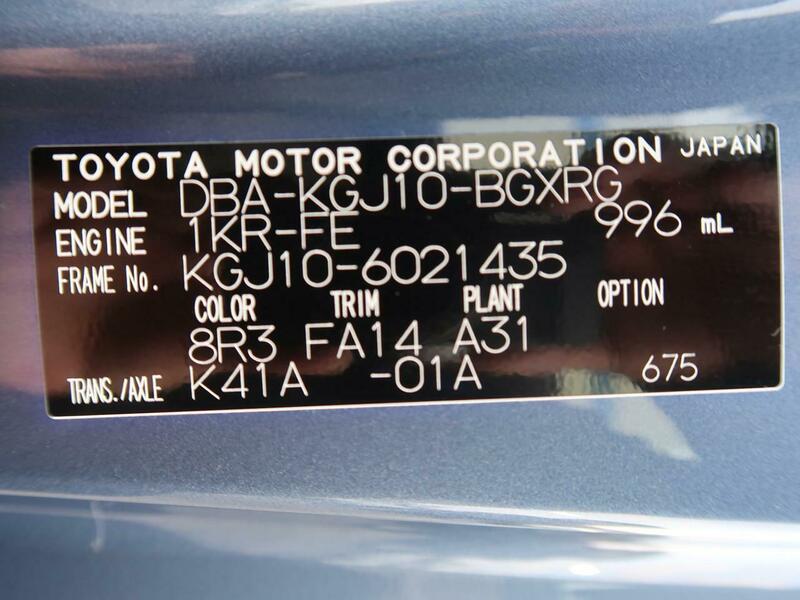 TOYOTA MOTOR CORPORATION JAPAN
MODEL DBA-KGJ10-BGXRG
ENGINE 1KR-FE 996 mL
FRAME No. KGJ10-6021435
COLOR TRIM PLANT OPTION
8R3 FA14 A31
TRANS./AXLE K41A -01A 675